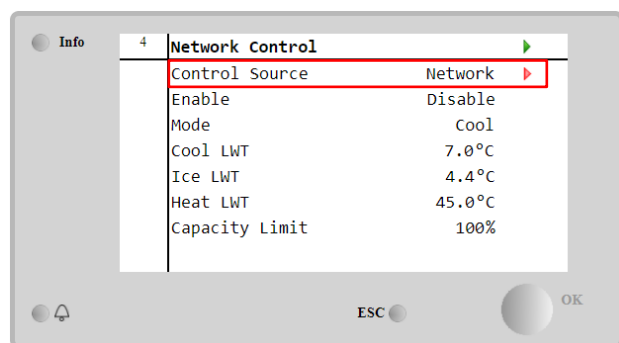 Info
4 Network Control
Control Source Network
Enable Disable
Mode Cool
Cool LWT 7.0°C
Ice LWT 4.4°C
Heat LWT 45.0°C
Capacity Limit 100%
ESC
OK